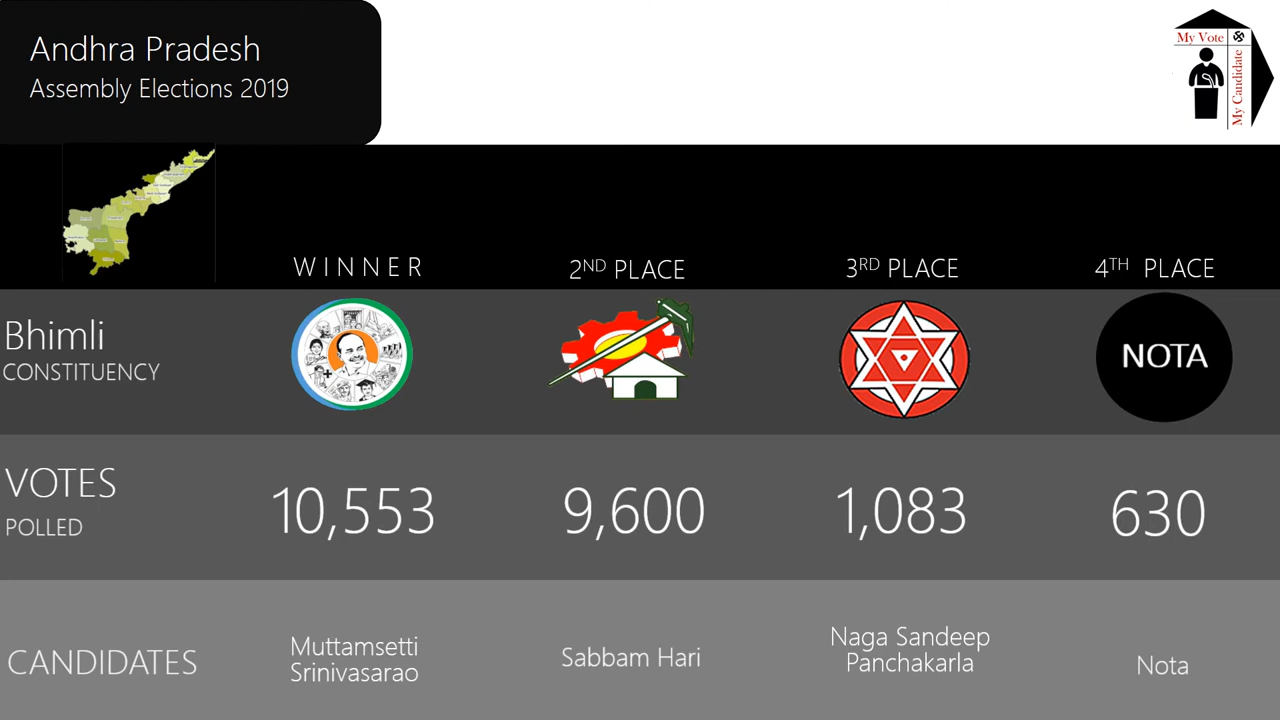 Andhra Pradesh
Assembly Elections 2019
My Vote
My Candidate
WINNER
2ND PLACE
3RD PLACE
4TH PLACE
Bhimli
CONSTITUENCY
NOTA
VOTES
POLLED
10,553
9,600
1,083
630
CANDIDATES
Muttamsetti
Srinivasarao
Sabbam Hari
Naga Sandeep
Panchakarla
Nota